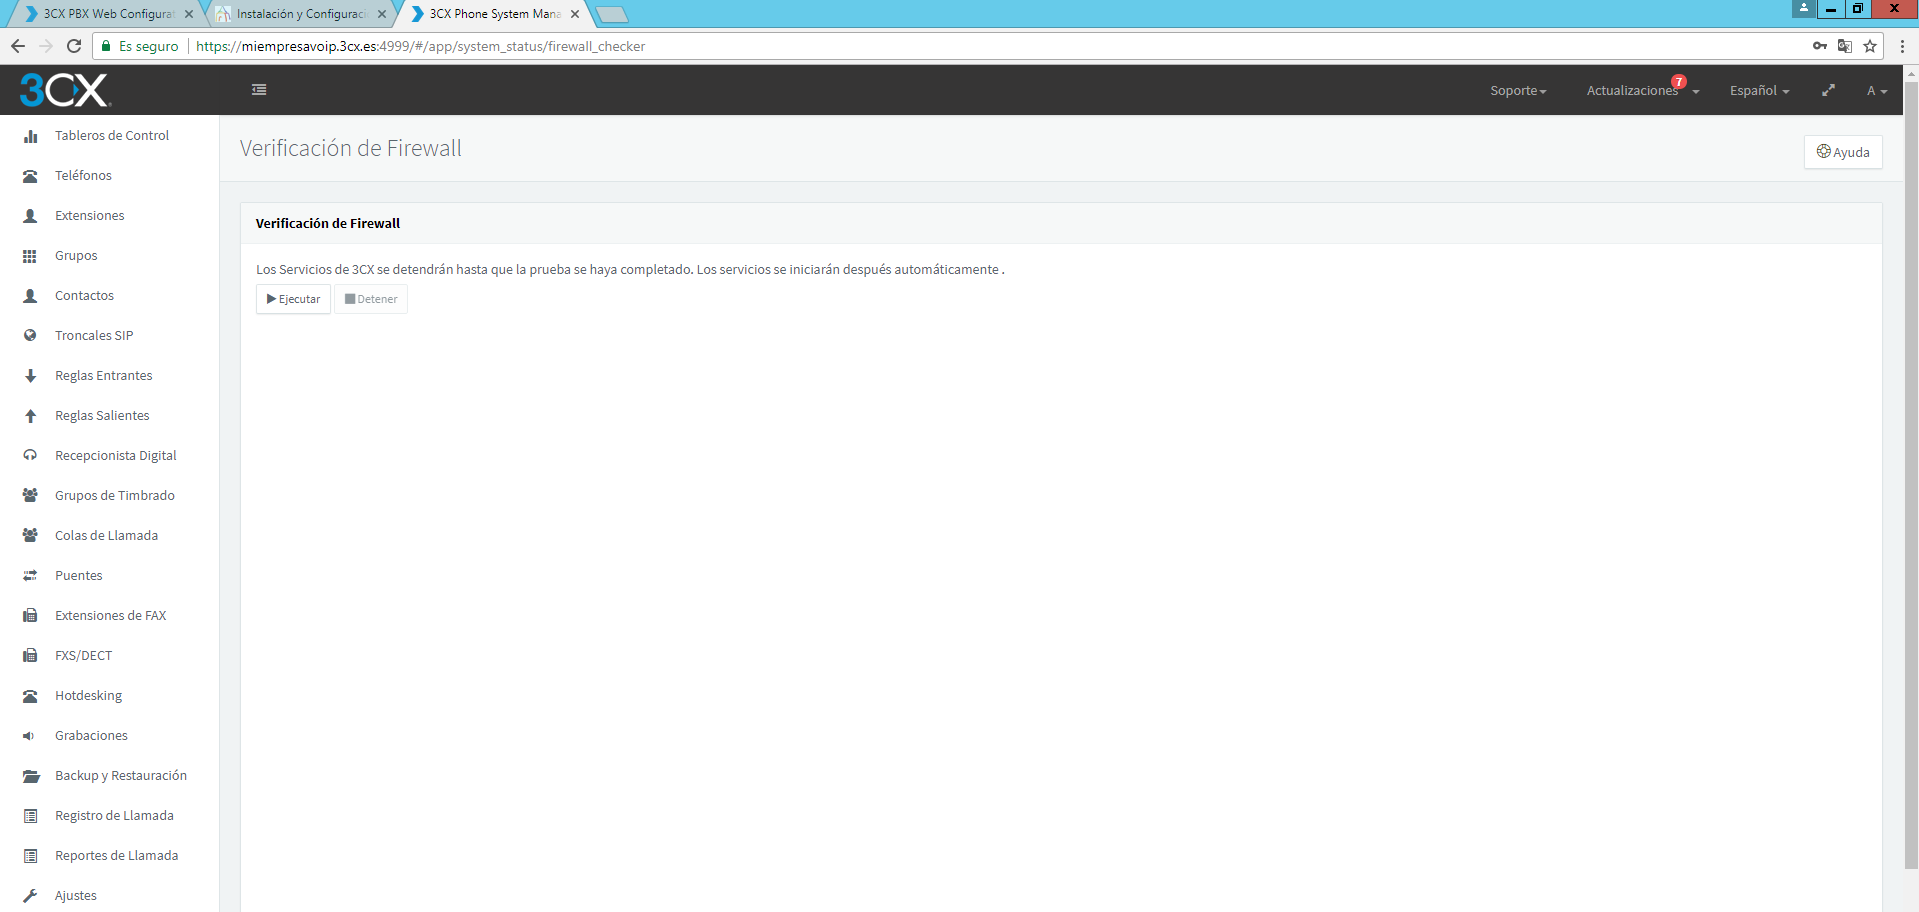 3CX PBX Web Configurat
Instalación y Configuraci
3CX Phone System Mana
Es seguro
https://miempresavoip.3cx.es:4999/#/app/system_status/firewall_checker
3CX
Soporte
Actualizaciones
7
Español
A
Tableros de Control
Teléfonos
Extensiones
Grupos
Contactos
Troncales SIP
Reglas Entrantes
Reglas Salientes
Recepcionista Digital
Grupos de Timbrado
Colas de Llamada
Puentes
Extensiones de FAX
FXS/DECT
Hotdesking
Grabaciones
Backup y Restauración
Registro de Llamada
Reportes de Llamada
Ajustes
Verificación de Firewall
Ayuda
Verificación de Firewall
Los Servicios de 3CX se detendrán hasta que la prueba se haya completado. Los servicios se iniciarán después automáticamente .
Ejecutar
Detener